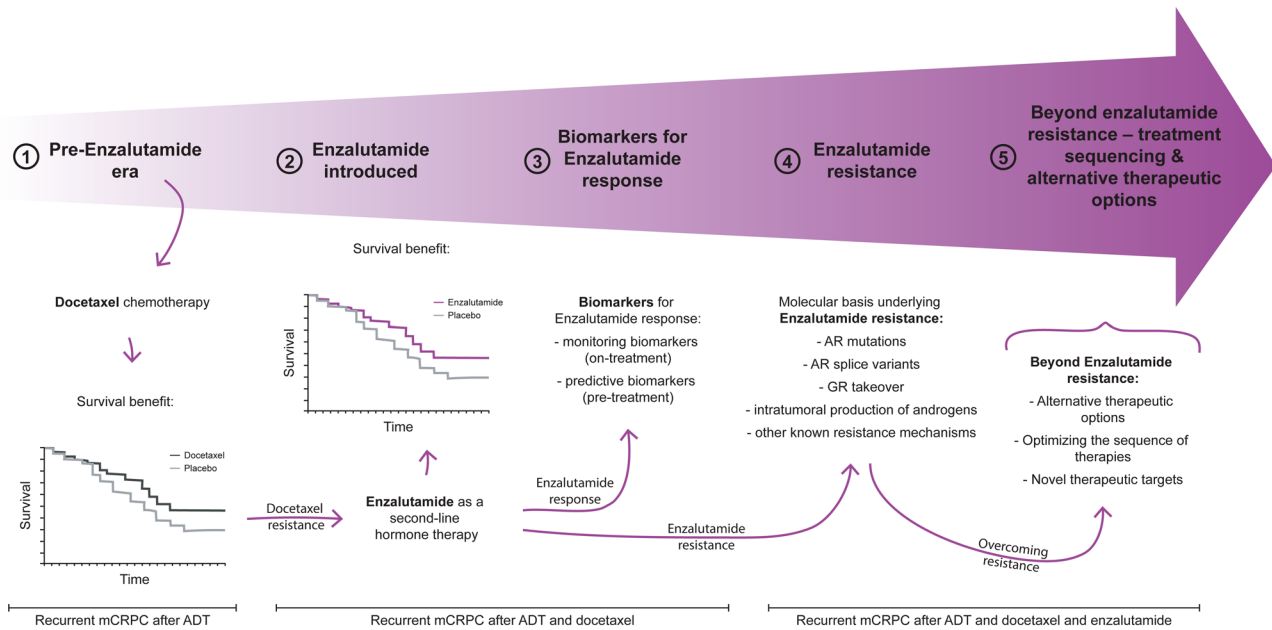 1
Pre-Enzalutamide
era
2
Enzalutamide
introduced
3
Biomarkers for
Enzalutamide
response
4
Enzalutamide
resistance
5
Beyond enzalutamide
resistance – treatment
sequencing &
alternative therapeutic
options
Docetaxel chemotherapy
Survival benefit:
Survival
Docetaxel
Placebo
Time
Docetaxel
resistance
Survival benefit:
Survival
Enzalutamide
Placebo
Time
Enzalutamide as a
second-line
hormone therapy
Enzalutamide
response
Biomarkers for
Enzalutamide response:
- monitoring biomarkers
(on-treatment)
- predictive biomarkers
(pre-treatment)
Enzalutamide
resistance
Molecular basis underlying
Enzalutamide resistance:
- AR mutations
- AR splice variants
- GR takeover
- intratumoral production of androgens
- other known resistance mechanisms
Overcoming
resistance
Beyond Enzalutamide
resistance:
- Alternative therapeutic
options
- Optimizing the sequence of
therapies
- Novel therapeutic targets
Recurrent mCRPC after ADT
Recurrent mCRPC after ADT and docetaxel
Recurrent mCRPC after ADT and docetaxel and enzalutamide